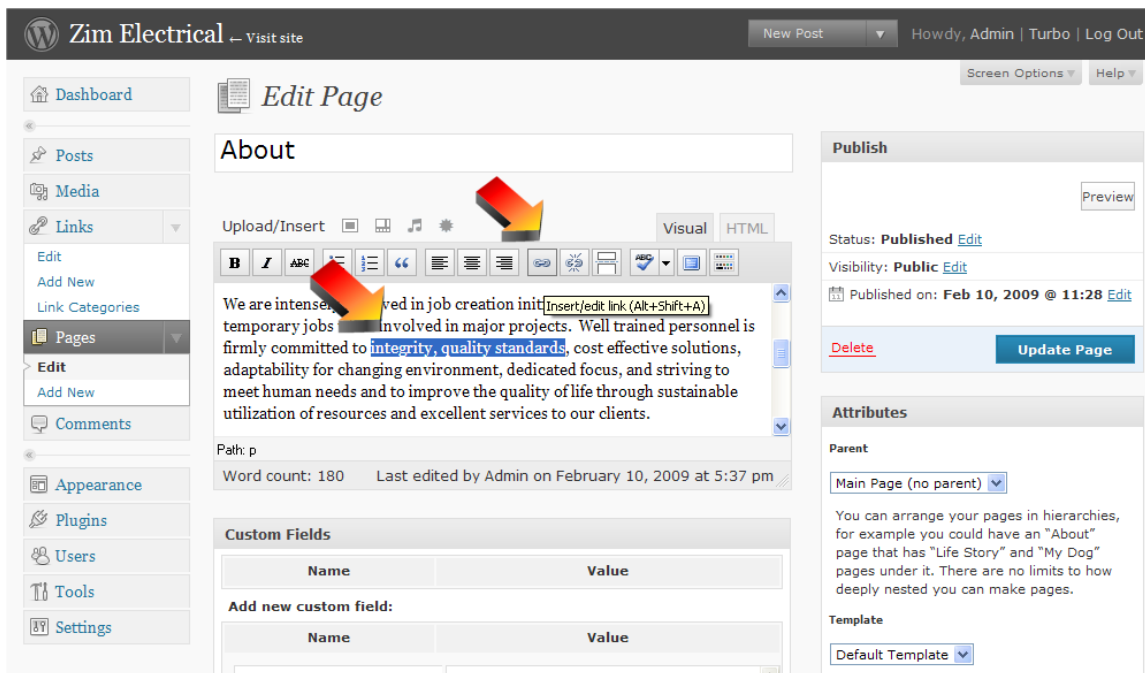 Zim Electrical ← Visit site
New Post
Howdy, Admin | Turbo | Log Out
Screen Options
Help
Dashboard
Posts
Media
Links
Edit
Add New
Link Categories
Pages
Edit
Add New
Comments
Appearance
Plugins
Users
Tools
Settings
Edit Page
About
Upload/Insert
Visual
HTML
B I ABC
ABC
Insert/edit link (Alt+Shift+A)
We are intensely ved in job creation init
temporary jobs involved in major projects. Well trained personnel is
firmly committed to integrity, quality standards, cost effective solutions,
adaptability for changing environment, dedicated focus, and striving to
meet human needs and to improve the quality of life through sustainable
utilization of resources and excellent services to our clients.
Path: p
Word count: 180 Last edited by Admin on February 10, 2009 at 5:37 pm
Custom Fields
Name Value
Add new custom field:
Name Value
Publish
Preview
Status: Published Edit
Visibility: Public Edit
Published on: Feb 10, 2009 @ 11:28 Edit
Delete
Update Page
Attributes
Parent
Main Page (no parent)
You can arrange your pages in hierarchies,
for example you could have an "About"
page that has "Life Story" and "My Dog"
pages under it. There are no limits to how
deeply nested you can make pages.
Template
Default Template